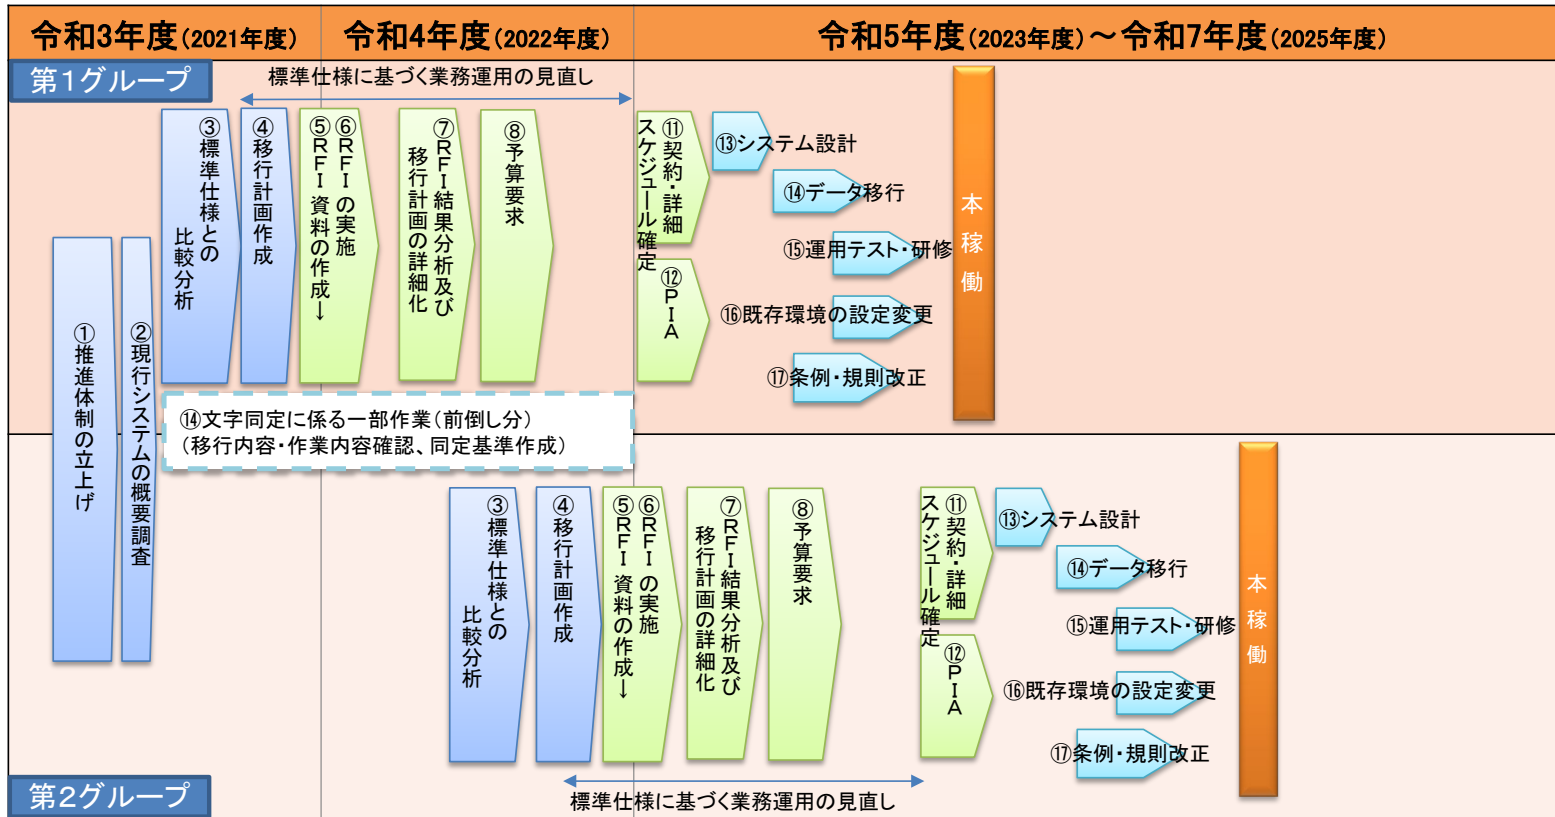 令和3年度(2021年度)
令和4年度(2022年度)
令和5年度(2023年度)～令和7年度(2025年度)
第1グループ
標準仕様に基づく業務運用の見直し
①推進体制の立上げ
②現行システムの概要調査
③標準仕様との
比較分析
④移行計画作成
⑥RFIの実施
⑤RFI資料の作成↓
⑦RFI結果分析及び
移行計画の詳細化
⑧予算要求
⑪契約・詳細
スケジュール確定
⑫PIA
⑬システム設計
⑭データ移行
⑮運用テスト・研修
⑯既存環境の設定変更
⑰条例・規則改正
本稼働
⑭文字同定に係る一部作業(前倒し分)
(移行内容・作業内容確認、同定基準作成)
③標準仕様との
比較分析
④移行計画作成
⑥RFIの実施
⑤RFI資料の作成↓
⑦RFI結果分析及び
移行計画の詳細化
⑧予算要求
⑪契約・詳細
スケジュール確定
⑫PIA
⑬システム設計
⑭データ移行
⑮運用テスト・研修
⑯既存環境の設定変更
⑰条例・規則改正
本稼働
第2グループ
標準仕様に基づく業務運用の見直し